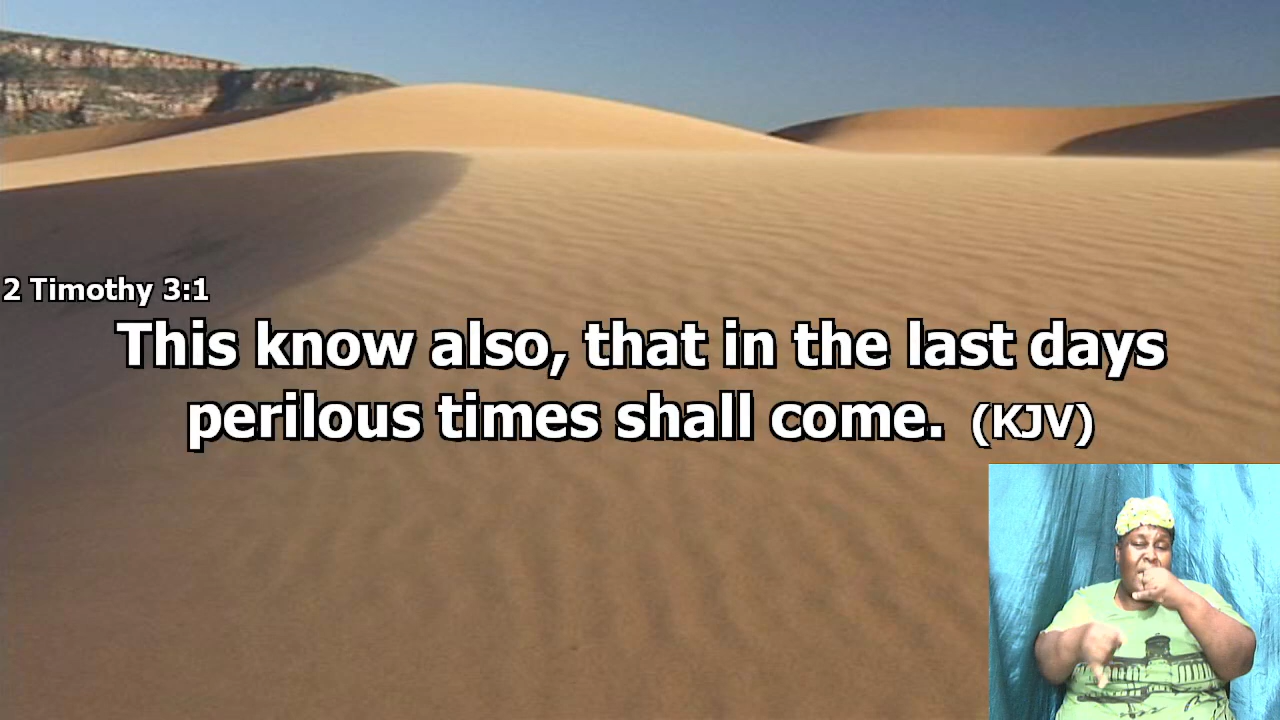 2 Timothy 3:1
This know also, that in the last days
perilous times shall come. (KJV)